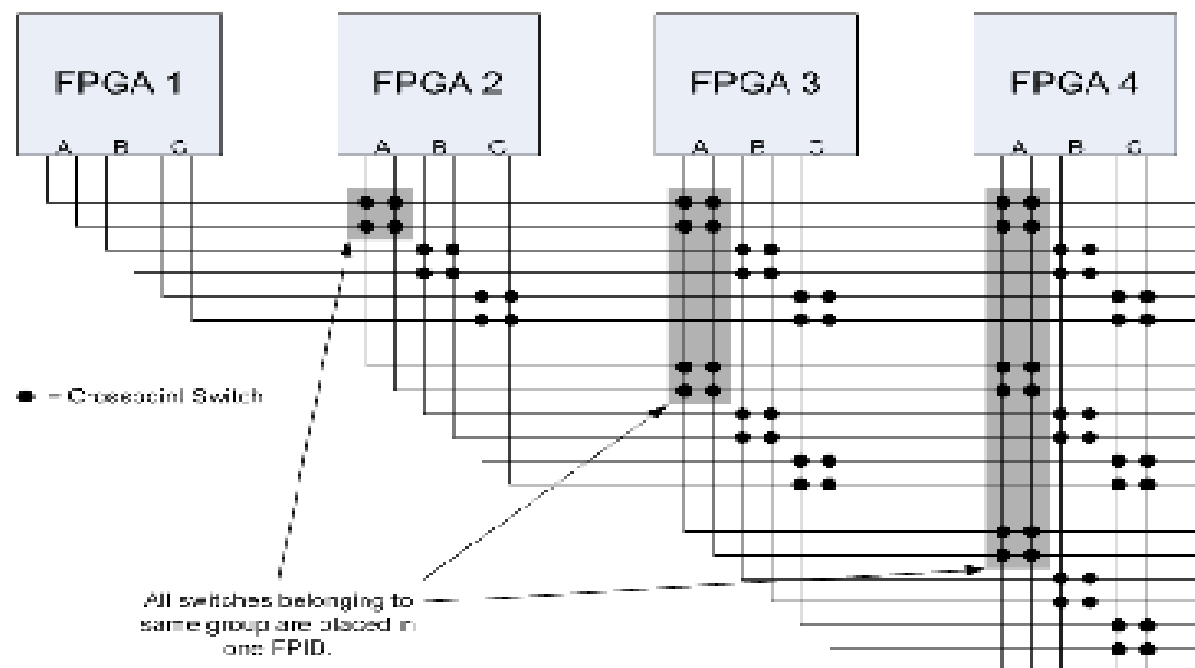 FPGA 1
FPGA 2
FPGA 3
FPGA 4
A B C
A B C
A B C
A B C
= Crosspoint Switch
All switches belonging to
same group are placed in
one FPID.